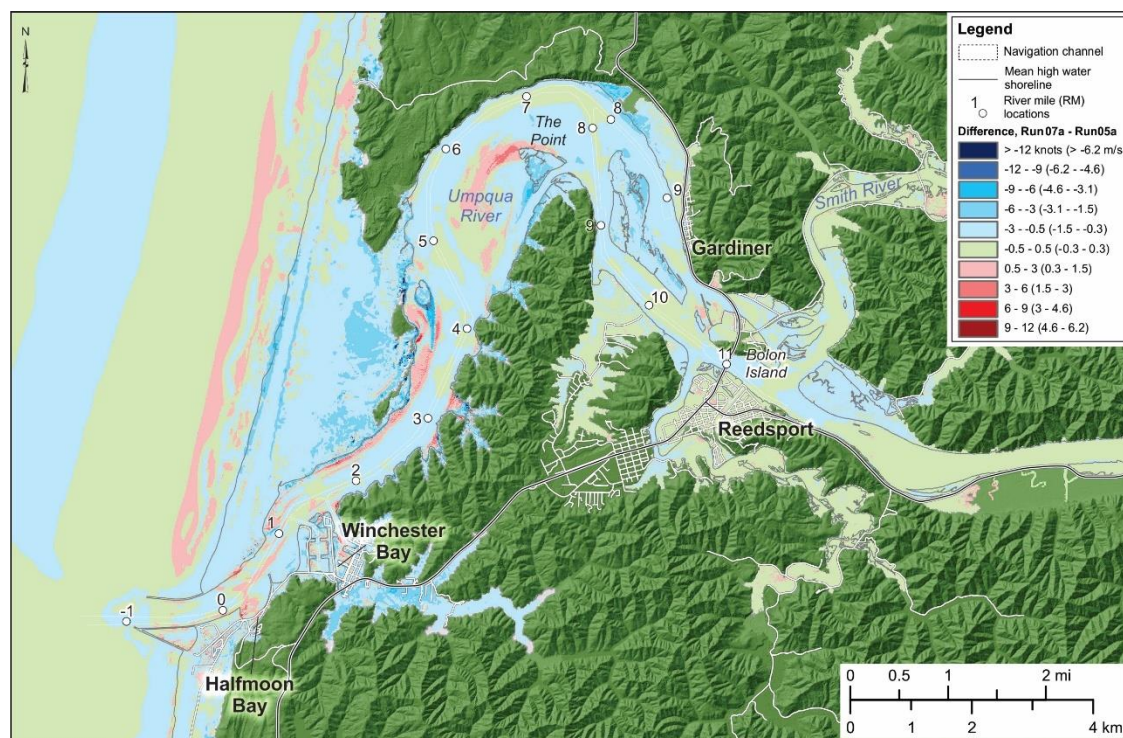 N
7
8
The
Point
8
6
Umpqua
River
9
9
Smith River
5
Gardiner
10
4
11
Bolon
Island
3
Reedsport
2
1
Winchester
Bay
0
-1
Halfmoon
Bay
Legend
Navigation channel
Mean high water
shoreline
1 River mile (RM)
locations
Difference, Run07a - Run05a
> -12 knots (> -6.2 m/s)
-12 - -9 (-6.2 - -4.6)
-9 - -6 (-4.6 - -3.1)
-6 - -3 (-3.1 - -1.5)
-3 - -0.5 (-1.5 - -0.3)
-0.5 - 0.5 (-0.3 - 0.3)
0.5 - 3 (0.3 - 1.5)
3 - 6 (1.5 - 3)
6 - 9 (3 - 4.6)
9 - 12 (4.6 - 6.2)
0 0.5 1 2 mi
0 1 2 4 km